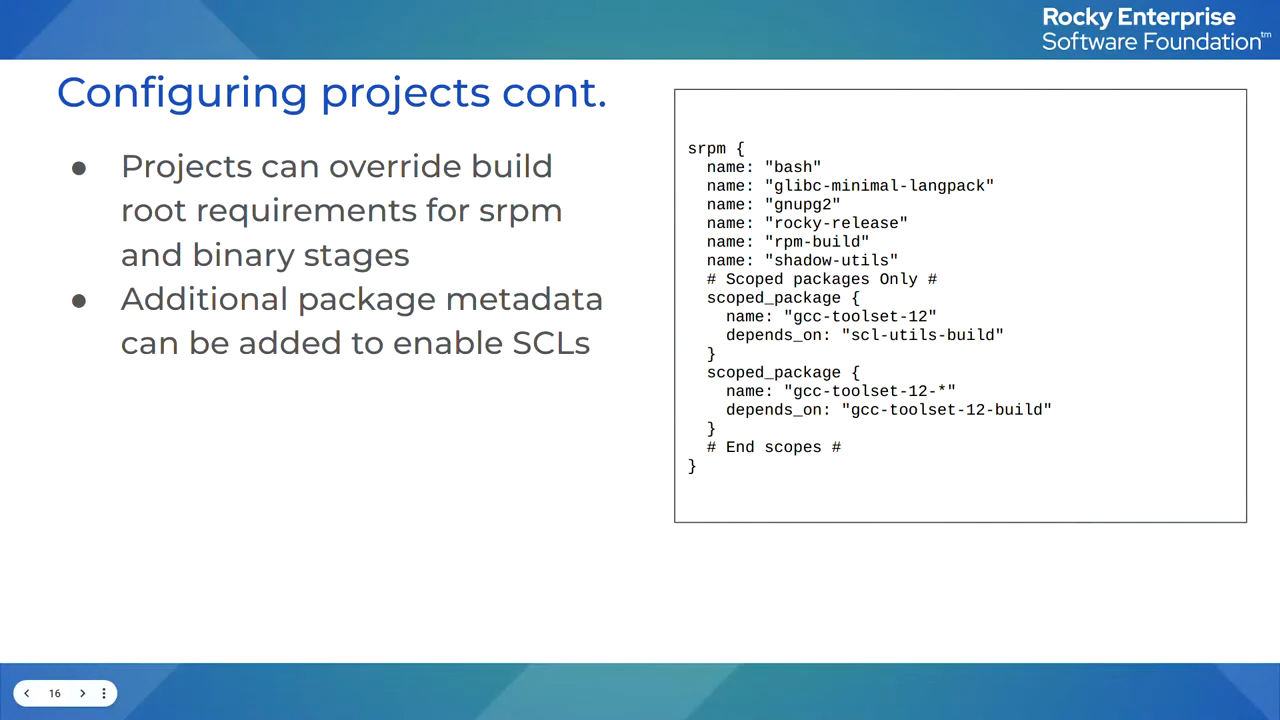 Rocky Enterprise
Software Foundation™
Configuring projects cont.
● Projects can override build
root requirements for srpm
and binary stages
● Additional package metadata
can be added to enable SCLs
srpm {
  name: "bash"
  name: "glibc-minimal-langpack"
  name: "gnupg2"
  name: "rocky-release"
  name: "rpm-build"
  name: "shadow-utils"
  # Scoped packages Only #
  scoped_package {
    name: "gcc-toolset-12"
    depends_on: "scl-utils-build"
  }
  scoped_package {
    name: "gcc-toolset-12-*"
    depends_on: "gcc-toolset-12-build"
  }
  # End scopes #
}
16